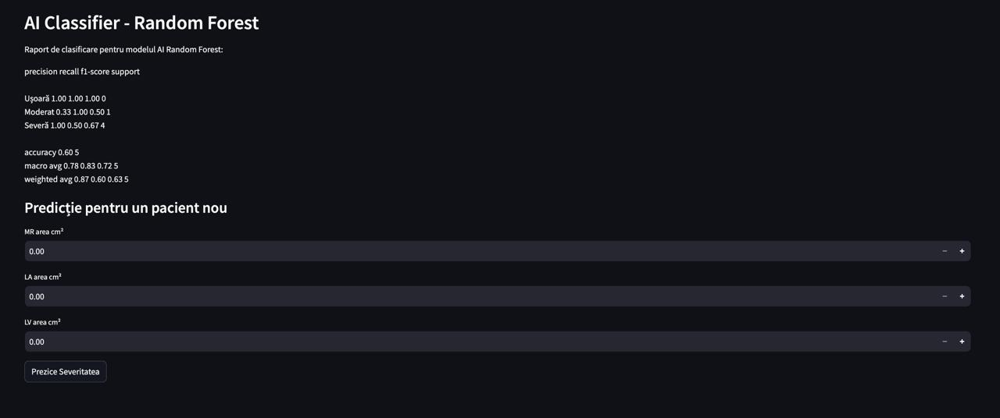 AI Classifier - Random Forest
Raport de clasificare pentru modelul AI Random Forest:
precision recall f1-score support
Ușoară 1.00 1.00 1.00 0
Moderat 0.33 1.00 0.50 1
Severă 1.00 0.50 0.67 4
accuracy 0.60 5
macro avg 0.78 0.83 0.72 5
weighted avg 0.87 0.60 0.63 5
Predicție pentru un pacient nou
MR area cm²
0.00
LA area cm²
0.00
LV area cm²
0.00
Prezice Severitatea